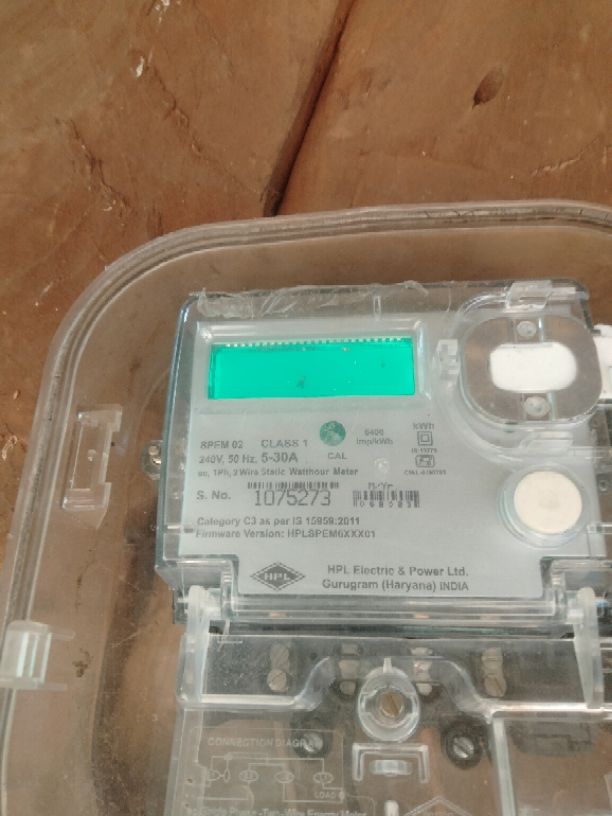 SPEM 02 CLASS 1
CAL
6400
imp/kWh
kWh
240V, 50 Hz, 5-30A
ac, 1Ph, 2Wire Static Watthour Meter
S. No. 1075273
Category C3 as per IS 15959:2011
Firmware Version: HPLSPEM6XXX01
HPL
HPL Electric & Power Ltd.
Gurugram (Haryana) INDIA
CONNECTION DIAGRAM
LOAD